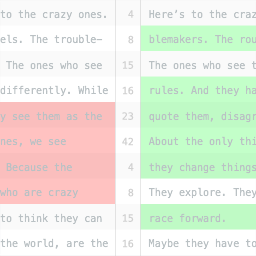 to the crazy ones. 4 Here's to the craz
els. The trouble- 8 blemakers. The rou
The ones who see 15 The ones who see t
differently. While 16 rules. And they ha
y see them as the 23 quote them, disagr
nes, we see 42 About the only thi
Because the 4 they change things
who are crazy 8 They explore. They
to think they can 15 race forward.
the world, are the 16 Maybe they have to